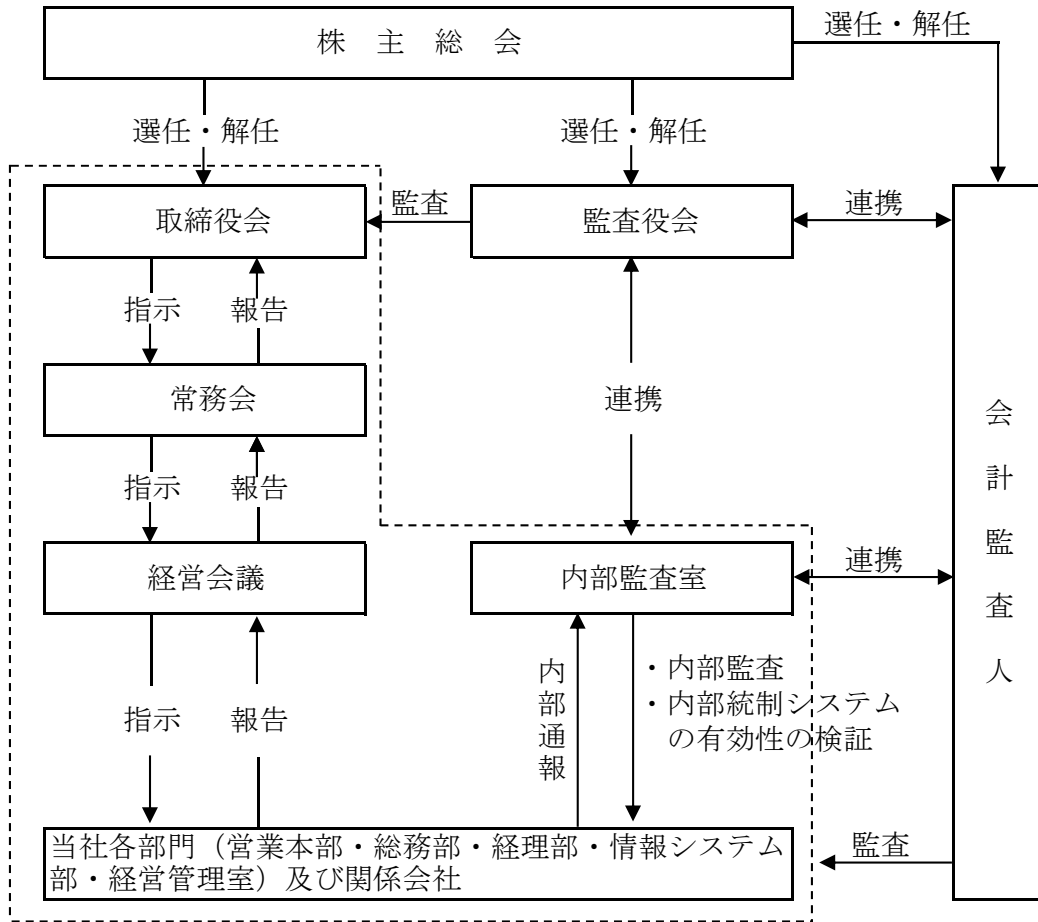 株 主 総 会
選任・解任
選任・解任
選任・解任
取締役会
監査
監査役会
連携
指示
報告
常務会
連携
指示
報告
経営会議
内部監査室
連携
会計監査人
指示
報告
内部通報
・内部監査
・内部統制システム
の有効性の検証
当社各部門（営業本部・総務部・経理部・情報システム
部・経営管理室）及び関係会社
監査